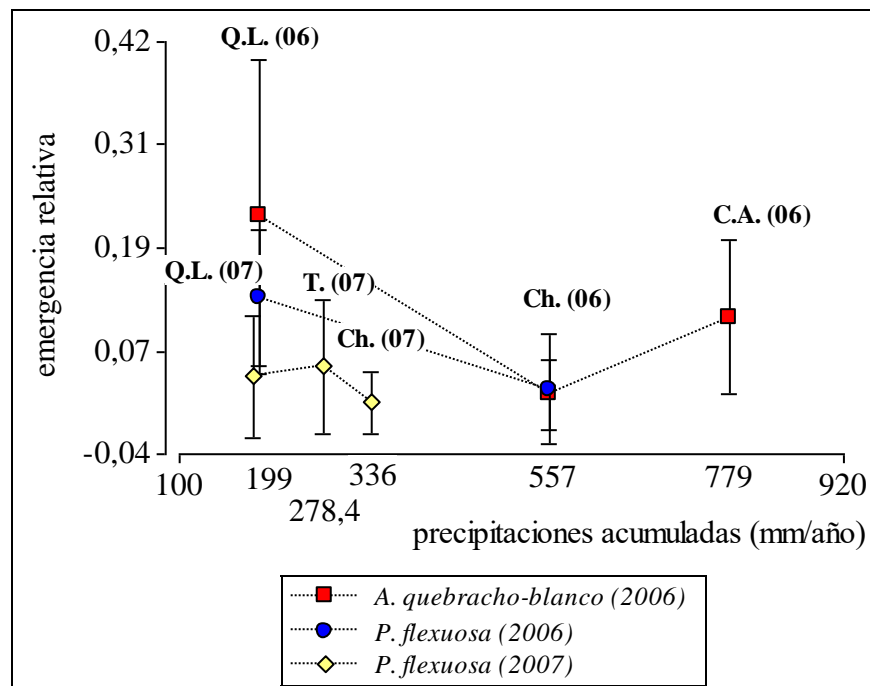 0,42
0,31
0,19
0,07
-0,04
emergencia relativa
Q.L. (06)
C.A. (06)
Q.L. (07)
T. (07)
Ch. (07)
Ch. (06)
100
199
278,4
336
557
779
920
precipitaciones acumuladas (mm/año)
A. quebracho-blanco (2006)
P. flexuosa (2006)
P. flexuosa (2007)